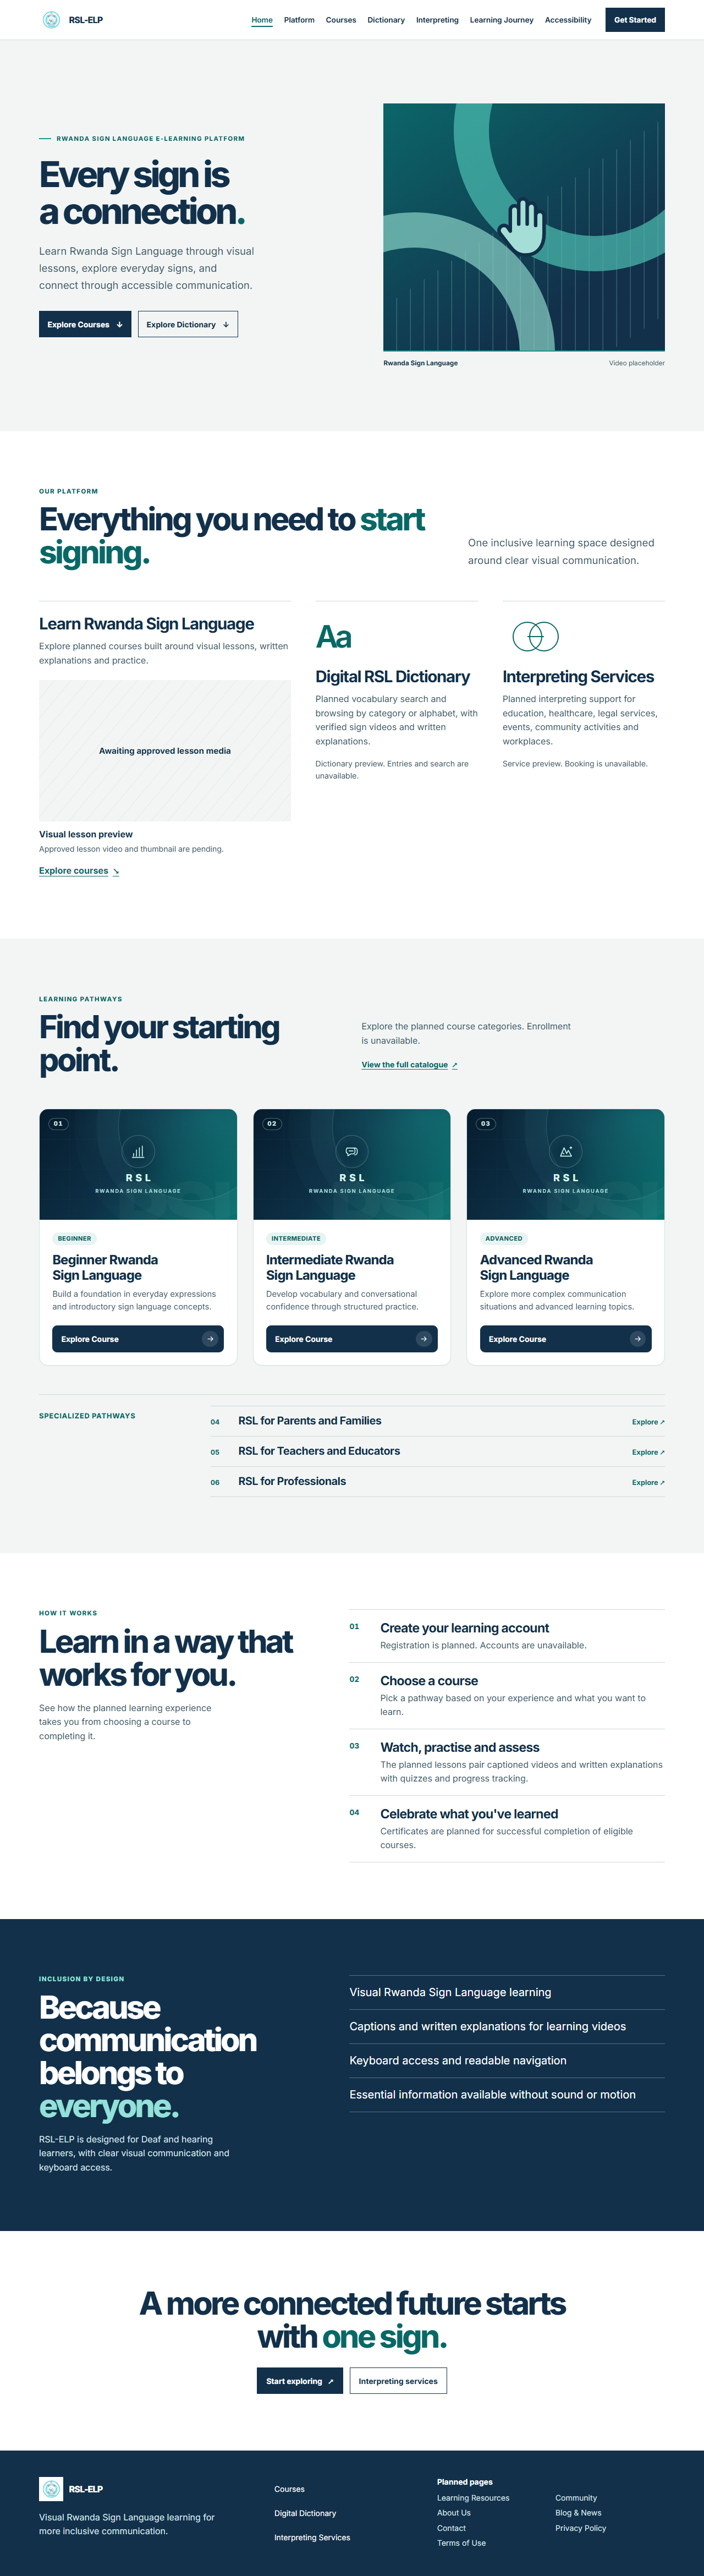 RSL-ELP
Home Platform Courses Dictionary Interpreting Learning Journey Accessibility Get Started
RWANDA SIGN LANGUAGE E-LEARNING PLATFORM
Every sign is
a connection.
Learn Rwanda Sign Language through visual
lessons, explore everyday signs, and
connect through accessible communication.
Explore Courses ↓ Explore Dictionary ↓
Rwanda Sign Language Video placeholder
OUR PLATFORM
Everything you need to start
signing.
One inclusive learning space designed
around clear visual communication.
Learn Rwanda Sign Language
Explore planned courses built around visual lessons, written
explanations and practice.
Awaiting approved lesson media
Visual lesson preview
Approved lesson video and thumbnail are pending.
Explore courses ↘
Aa
Digital RSL Dictionary
Planned vocabulary search and
browsing by category or alphabet, with
verified sign videos and written
explanations.
Dictionary preview. Entries and search are
unavailable.
Interpreting Services
Planned interpreting support for
education, healthcare, legal services,
events, community activities and
workplaces.
Service preview. Booking is unavailable.
LEARNING PATHWAYS
Find your starting
point.
Explore the planned course categories. Enrollment
is unavailable.
View the full catalogue ↗
01
RSL
RWANDA SIGN LANGUAGE
BEGINNER
Beginner Rwanda
Sign Language
Build a foundation in everyday expressions
and introductory sign language concepts.
Explore Course →
02
RSL
RWANDA SIGN LANGUAGE
INTERMEDIATE
Intermediate Rwanda
Sign Language
Develop vocabulary and conversational
confidence through structured practice.
Explore Course →
03
RSL
RWANDA SIGN LANGUAGE
ADVANCED
Advanced Rwanda
Sign Language
Explore more complex communication
situations and advanced learning topics.
Explore Course →
SPECIALIZED PATHWAYS
04 RSL for Parents and Families Explore ↗
05 RSL for Teachers and Educators Explore ↗
06 RSL for Professionals Explore ↗
HOW IT WORKS
Learn in a way that
works for you.
See how the planned learning experience
takes you from choosing a course to
completing it.
01 Create your learning account
Registration is planned. Accounts are unavailable.
02 Choose a course
Pick a pathway based on your experience and what you want to
learn.
03 Watch, practise and assess
The planned lessons pair captioned videos and written explanations
with quizzes and progress tracking.
04 Celebrate what you've learned
Certificates are planned for successful completion of eligible
courses.
INCLUSION BY DESIGN
Because
communication
belongs to
everyone.
RSL-ELP is designed for Deaf and hearing
learners, with clear visual communication and
keyboard access.
Visual Rwanda Sign Language learning
Captions and written explanations for learning videos
Keyboard access and readable navigation
Essential information available without sound or motion
A more connected future starts
with one sign.
Start exploring ↗ Interpreting services
RSL-ELP
Visual Rwanda Sign Language learning for
more inclusive communication.
Courses
Digital Dictionary
Interpreting Services
Planned pages
Learning Resources
About Us
Contact
Terms of Use
Community
Blog & News
Privacy Policy